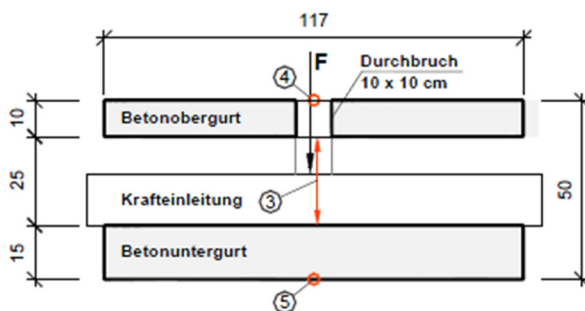 117
F
Durchbruch
10 x 10 cm
4
10
Betonobergurt
25
50
Krafteinleitung
3
15
Betonuntergurt
5